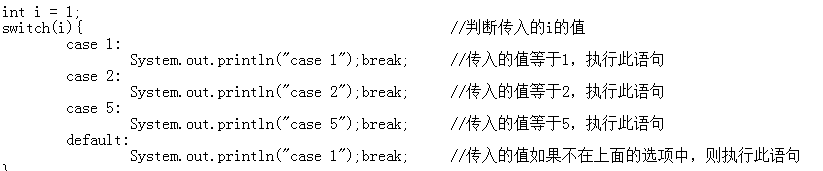 int i = 1;
switch(i){ //判断传入的i的值
case 1:
System.out.println("case 1");break; //传入的值等于1，执行此语句
case 2:
System.out.println("case 2");break; //传入的值等于2，执行此语句
case 5:
System.out.println("case 5");break; //传入的值等于5，执行此语句
default:
System.out.println("case 1");break; //传入的值如果不在上面的选项中，则执行此语句
}